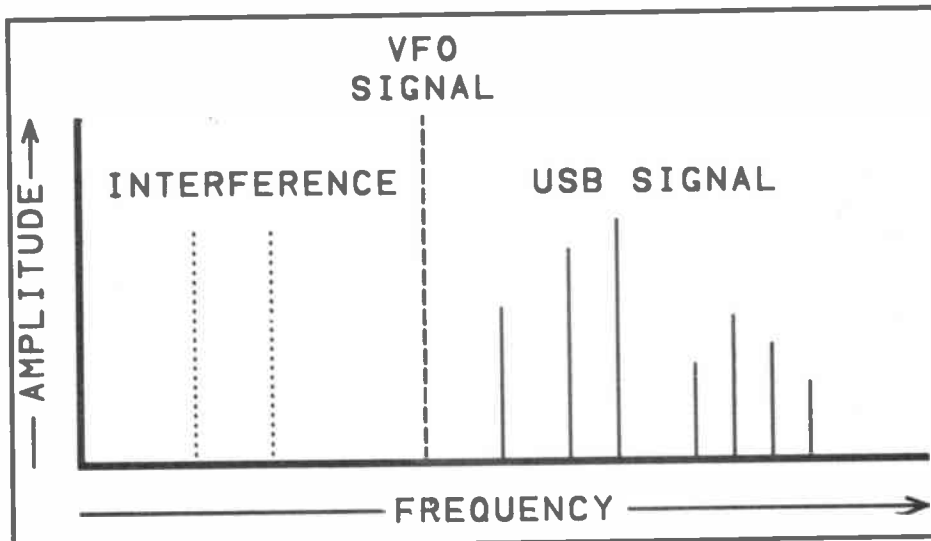 VFO
SIGNAL
INTERFERENCE
USB SIGNAL
AMPLITUDE
FREQUENCY